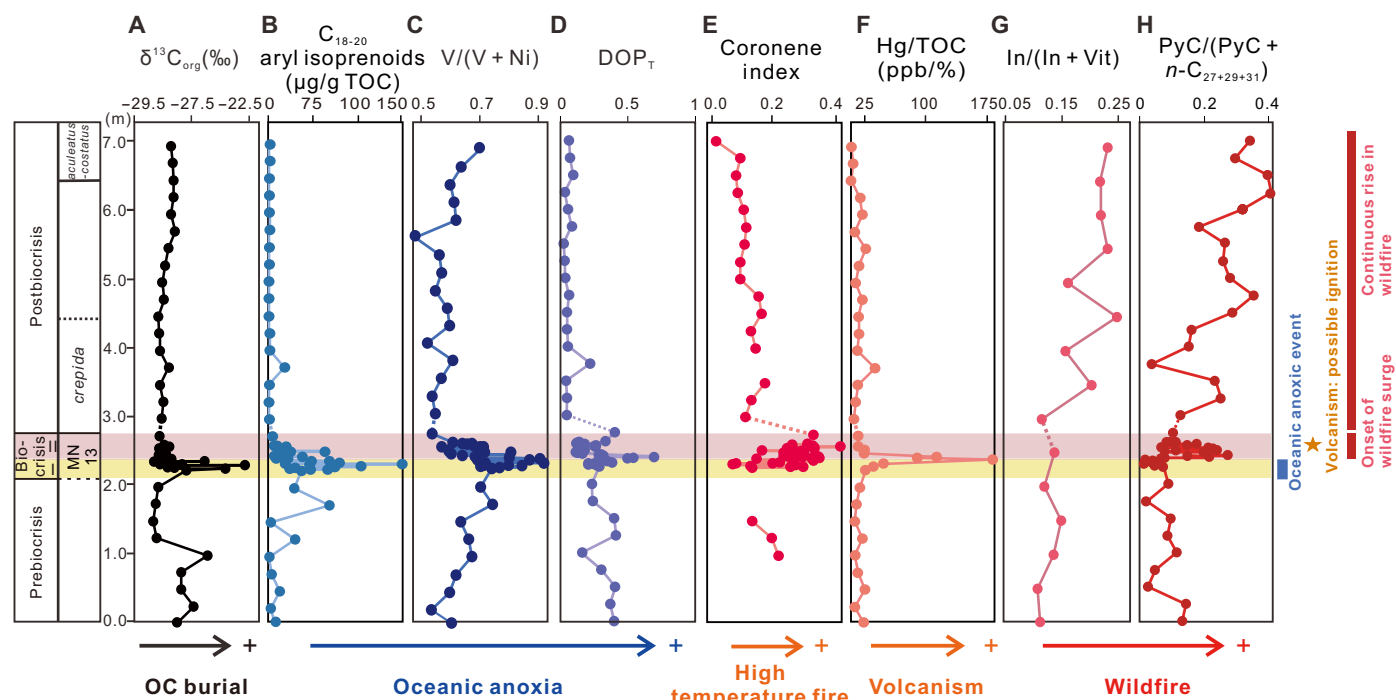 A B C D E F G H
δ¹³Corg(‰)
C₁₈₋₂₀
aryl isoprenoids
(μg/g TOC)
V/(V + Ni)
DOP_T
Coronene
index
Hg/TOC
(ppb/%)
In/(In + Vit)
PyC/(PyC +
n-C₂₇₊₂₉₊₃₁)
−29.5 −27.5 −22.5
0 75 100 150
0.5 0.7 0.9
0 0.5 1
0.0 0.2 0.4
25 100 175
0.05 0.15 0.25
0 0.2 0.4
(m)
7.0
6.0
5.0
4.0
3.0
2.0
1.0
0.0
aculeatus
-costatus
Postbiocrisis
crepida
Bio-
crisis
I II
MN
13
Prebiocrisis
Oceanic anoxic event
Volcanism: possible ignition
Continuous rise in
wildfire
Onset of
wildfire surge
+ + + + +
OC burial
Oceanic anoxia
High
temperature fire
Volcanism
Wildfire